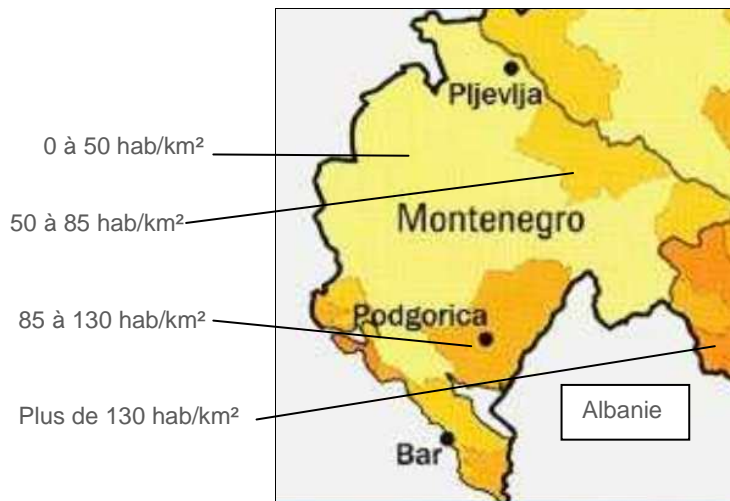 Pljevlja
0 à 50 hab/km²
50 à 85 hab/km²
Montenegro
85 à 130 hab/km²
Podgorica
Plus de 130 hab/km²
Albanie
Bar